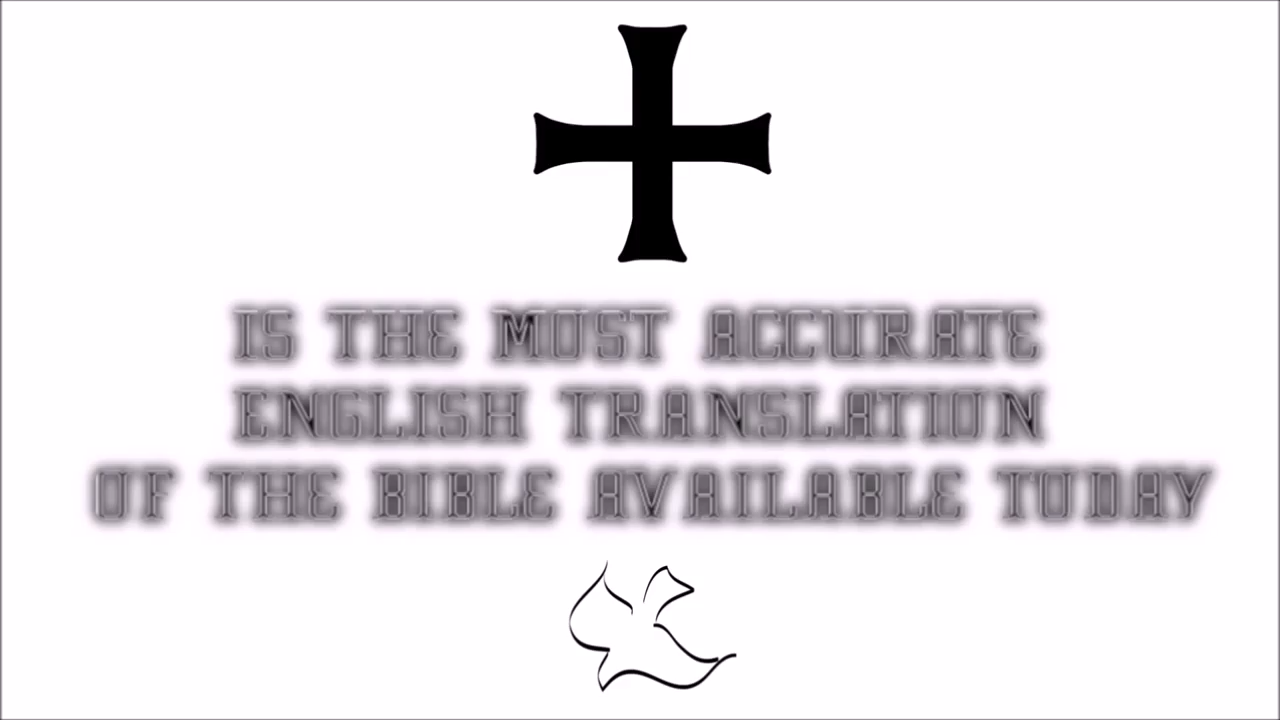 IS THE MOST ACCURATE
ENGLISH TRANSLATION
OF THE BIBLE AVAILABLE TODAY